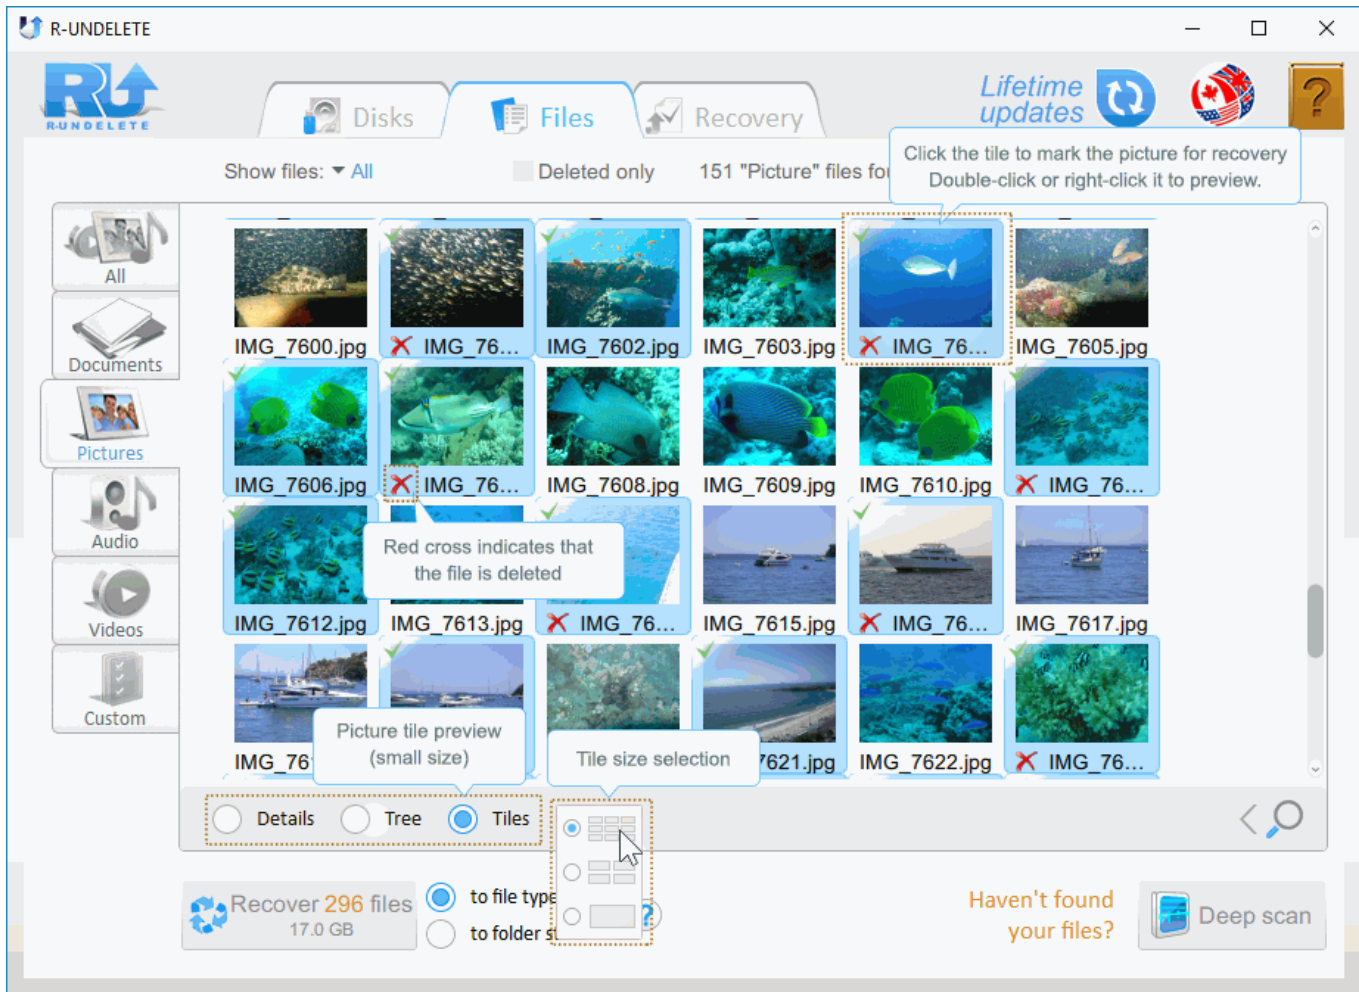 R-UNDELETE
R-UNDELETE
Disks
Files
Recovery
Lifetime
updates
?
Click the tile to mark the picture for recovery
Double-click or right-click it to preview.
Show files: All
Deleted only
151 "Picture" files
All
Documents
Pictures
Audio
Videos
Custom
IMG_7600.jpg
IMG_76...
IMG_7602.jpg
IMG_7603.jpg
IMG_76...
IMG_7605.jpg
IMG_7606.jpg
IMG_76...
IMG_7608.jpg
IMG_7609.jpg
IMG_7610.jpg
IMG_76...
Red cross indicates that
the file is deleted
IMG_7612.jpg
IMG_7613.jpg
IMG_76...
IMG_7615.jpg
IMG_76...
IMG_7617.jpg
Picture tile preview
(small size)
Tile size selection
IMG_76
7621.jpg
IMG_7622.jpg
IMG_76...
Details
Tree
Tiles
Recover 296 files
17.0 GB
to file type
to folder
?
Haven't found
your files?
Deep scan